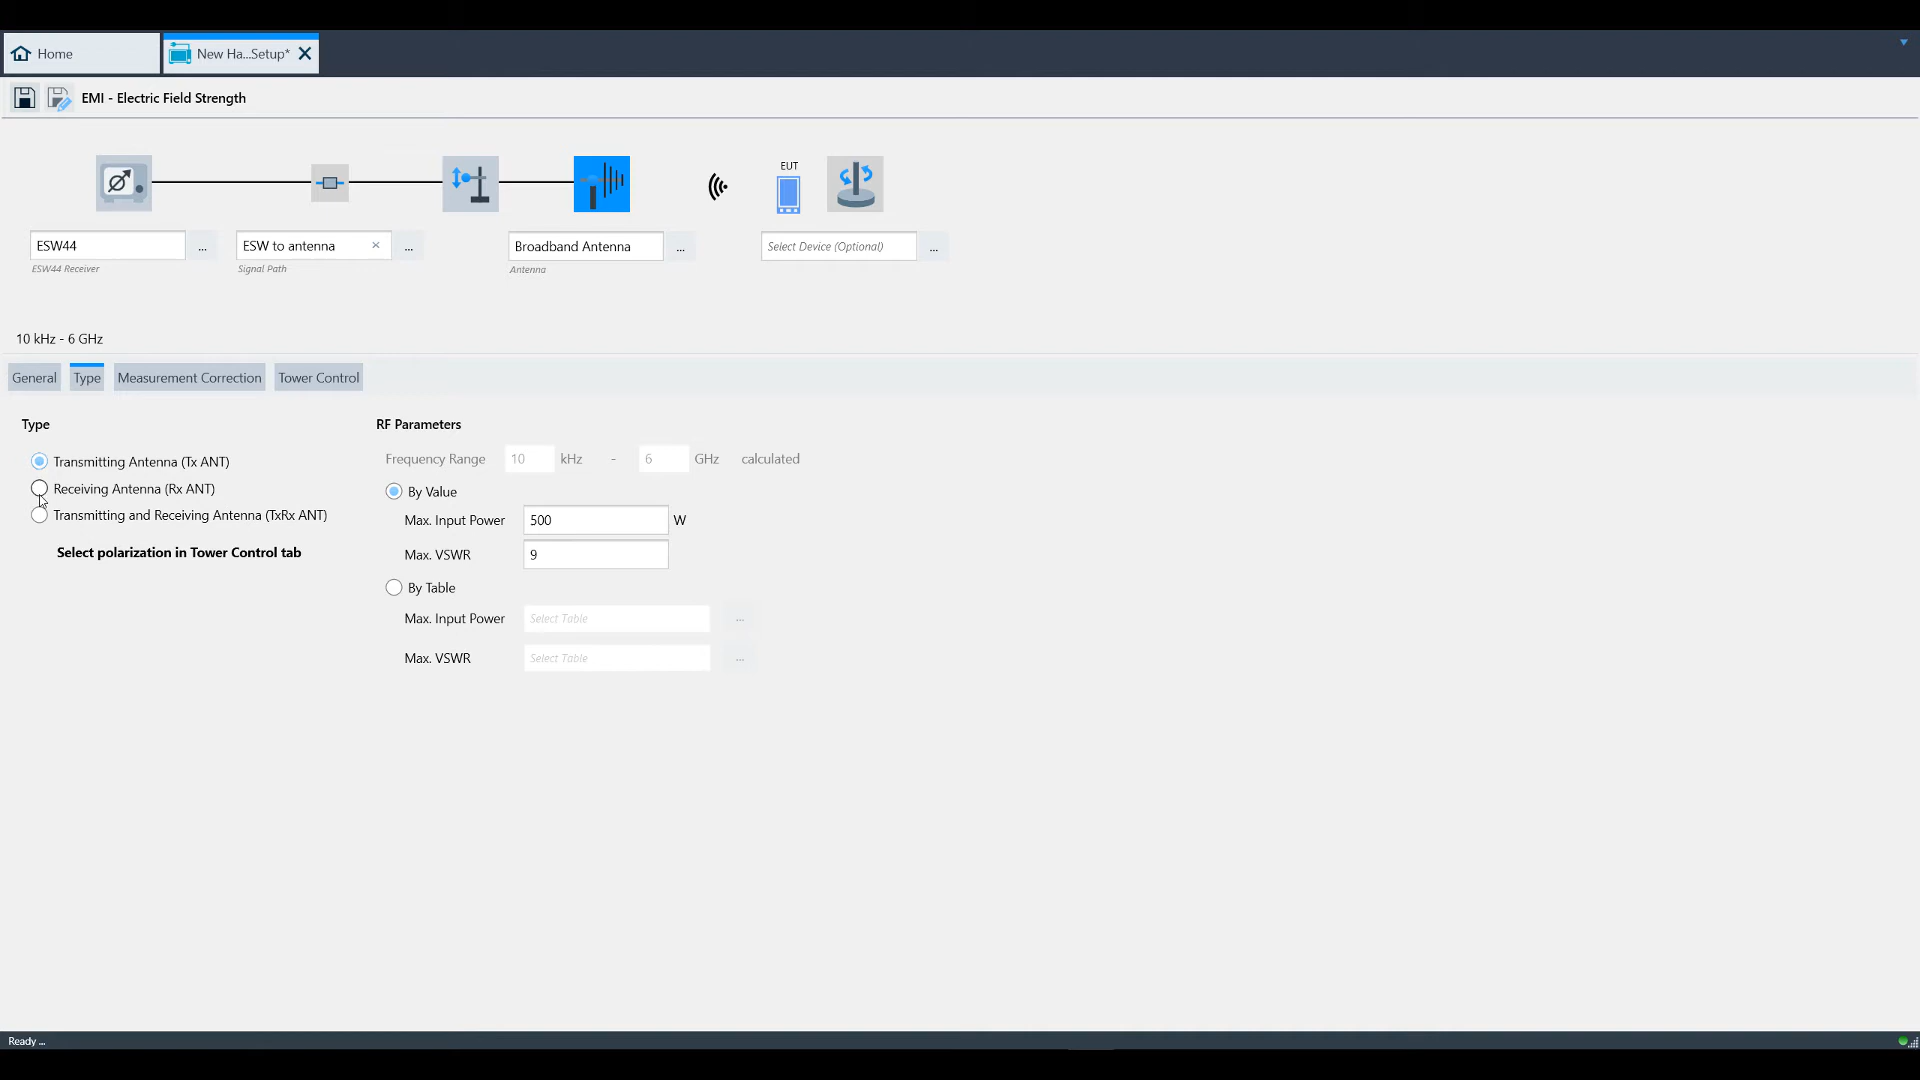 Home
New Ha...Setup*
EMI - Electric Field Strength
EUT
ESW44
...
ESW to antenna
...
Broadband Antenna
...
Select Device (Optional)
...
ESW44 Receiver
Signal Path
Antenna
10 kHz - 6 GHz
General
Type
Measurement Correction
Tower Control
Type
RF Parameters
Transmitting Antenna (Tx ANT)
Receiving Antenna (Rx ANT)
Transmitting and Receiving Antenna (TxRx ANT)
Select polarization in Tower Control tab
Frequency Range 10 kHz - 6 GHz calculated
By Value
Max. Input Power 500 W
Max. VSWR 9
By Table
Max. Input Power Select Table ...
Max. VSWR Select Table ...
Ready ...